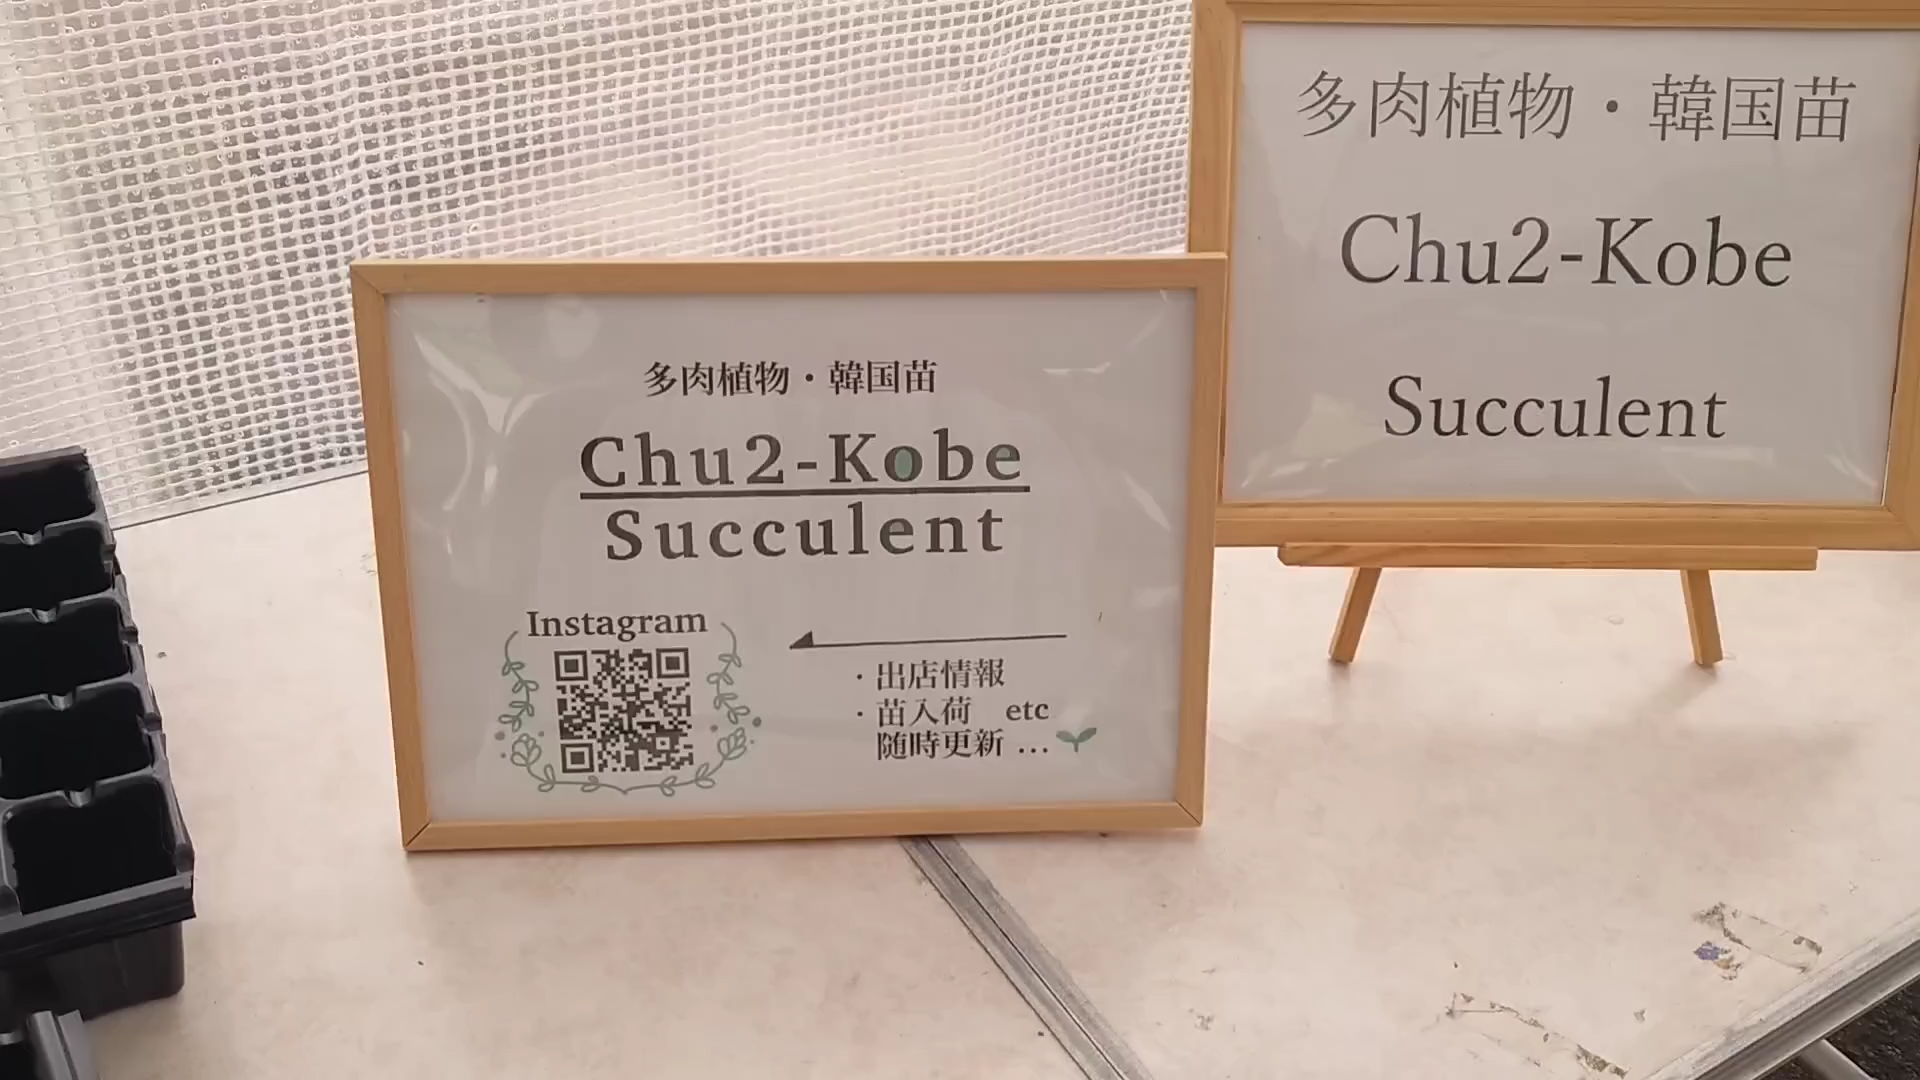 多肉植物・韓国苗
Chu2-Kobe
Succulent
Instagram
・出店情報
・苗入荷 etc
随時更新 …
多肉植物・韓国苗
Chu2-Kobe
Succulent